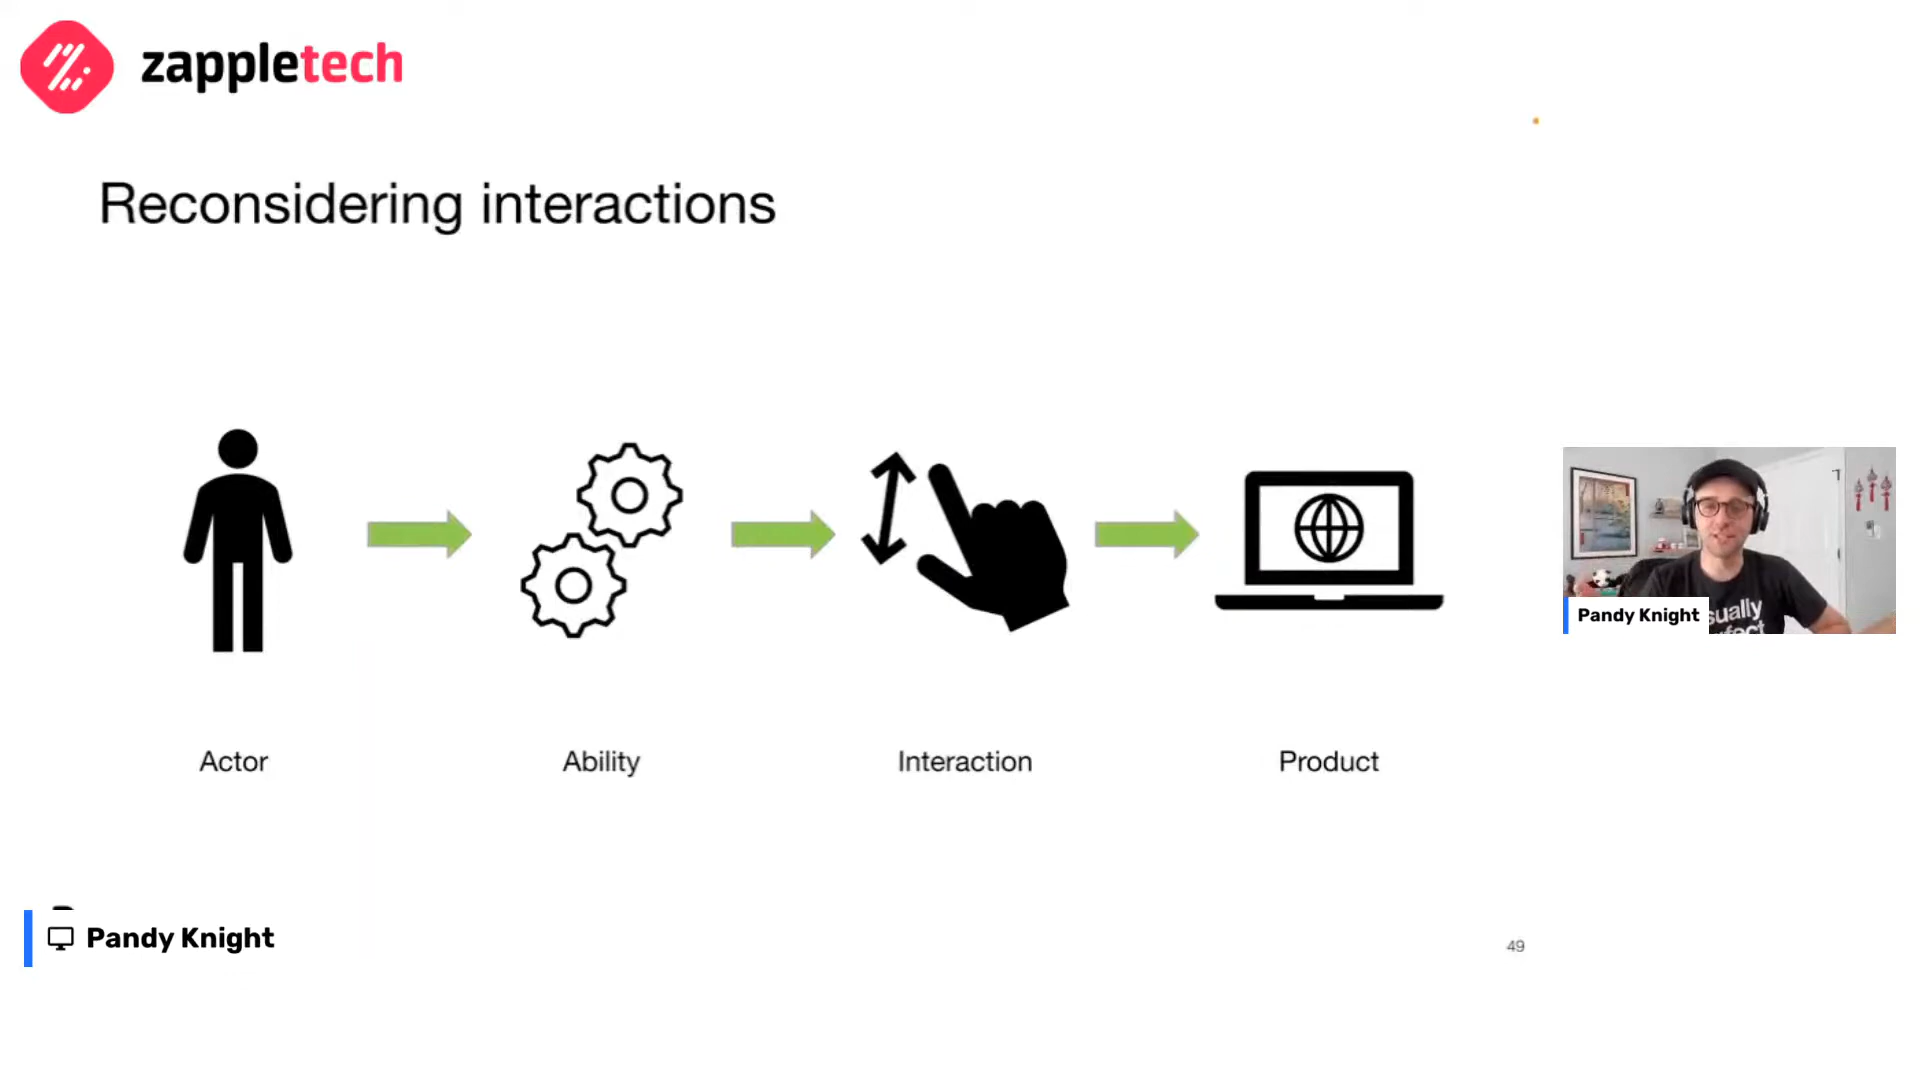 zappletech
Reconsidering interactions
Actor
Ability
Interaction
Product
Pandy Knight
Pandy Knight
49